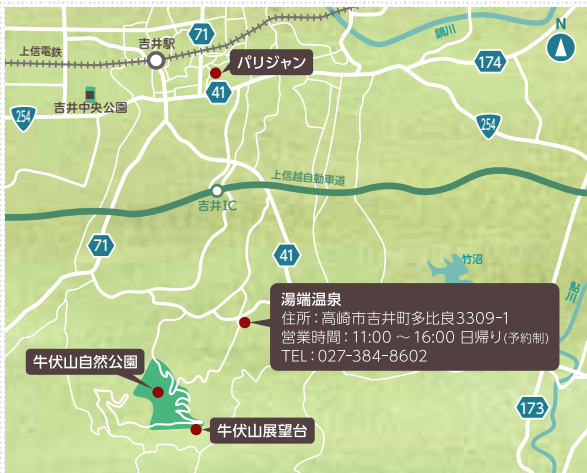 上信電鉄
吉井駅
71
鏑川
N
パリジャン
174
41
吉井中央公園
254
254
上信越自動車道
吉井IC
71
41
竹沼
鮎川
湯端温泉
住所:高崎市吉井町多比良3309-1
営業時間:11:00 ~ 16:00 日帰り(予約制)
TEL:027-384-8602
牛伏山自然公園
173
牛伏山展望台